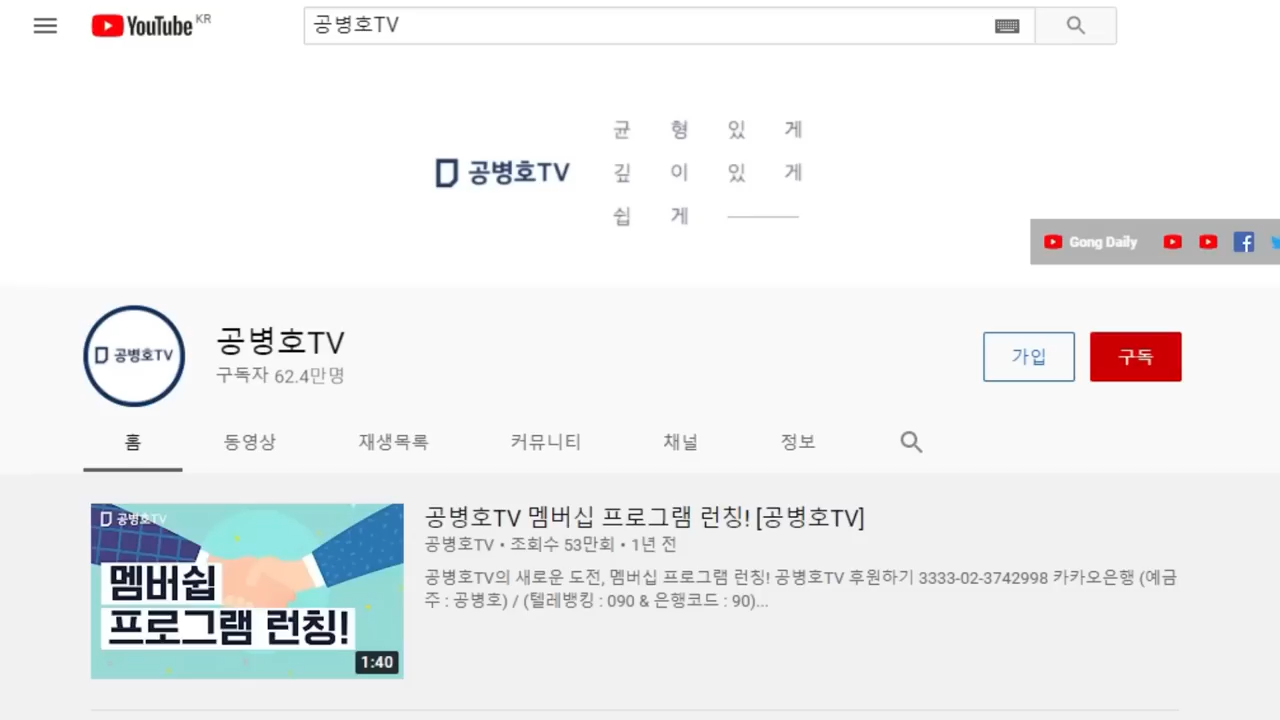 YouTube KR
공병호TV
균 형 있 게
공병호TV
깊 이 있 게
쉽 게
Gong Daily
공병호TV
공병호TV
구독자 62.4만명
가입
구독
홈
동영상
재생목록
커뮤니티
채널
정보
공병호TV
멤버쉽
프로그램 런칭!
1:40
공병호TV 멤버십 프로그램 런칭! [공병호TV]
공병호TV • 조회수 53만회 • 1년 전
공병호TV의 새로운 도전, 멤버십 프로그램 런칭! 공병호TV 후원하기 3333-02-3742998 카카오은행 (예금
주 : 공병호) / (텔레뱅킹 : 090 & 은행코드 : 90)...